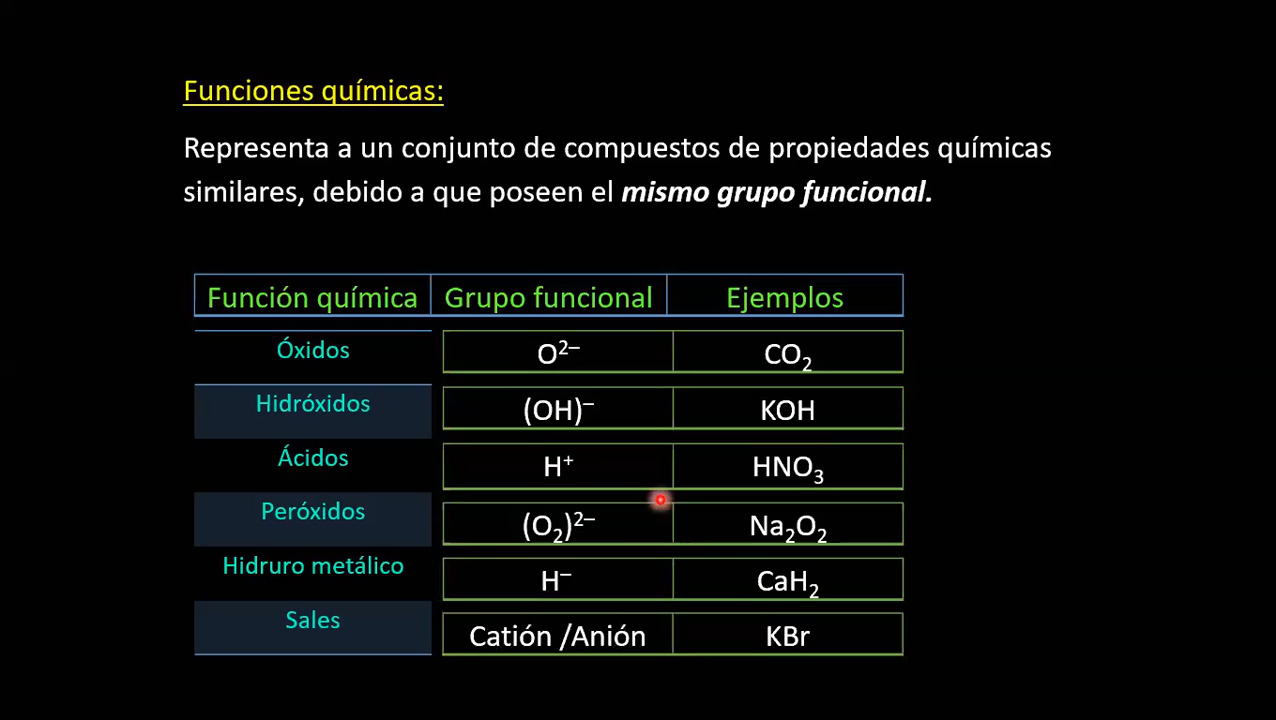 Funciones químicas:
Representa a un conjunto de compuestos de propiedades químicas
similares, debido a que poseen el mismo grupo funcional.
Función química Grupo funcional Ejemplos
Óxidos O²⁻ CO₂
Hidróxidos (OH)⁻ KOH
Ácidos H⁺ HNO₃
Peróxidos (O₂)²⁻ Na₂O₂
Hidruro metálico H⁻ CaH₂
Sales Catión /Anión KBr